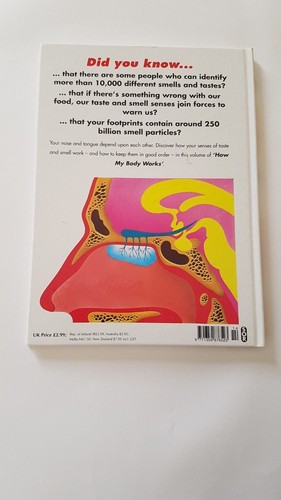 Did you know...
... that there are some people who can identify
more than 10,000 different smells and tastes?
... that if there's something wrong with our
food, our taste and smell senses join forces to
warn us?
... that your footprints contain around 250
billion smell particles?
Your nose and tongue depend upon each other. Discover how your senses of taste
and smell work – and how to keep them in good order – in this volume of 'How
My Body Works'.
UK Price £2.99: